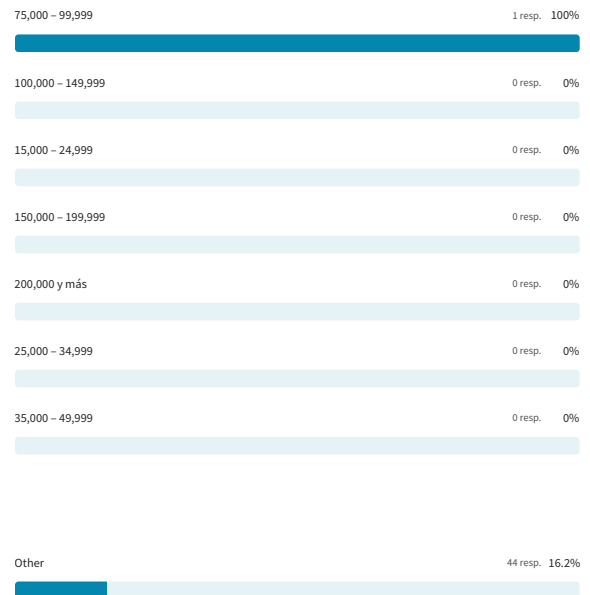 75,000 – 99,999 1 resp. 100%
100,000 – 149,999 0 resp. 0%
15,000 – 24,999 0 resp. 0%
150,000 – 199,999 0 resp. 0%
200,000 y más 0 resp. 0%
25,000 – 34,999 0 resp. 0%
35,000 – 49,999 0 resp. 0%
Other 44 resp. 16.2%